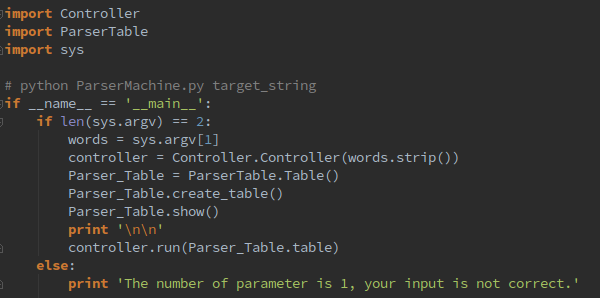 import Controller
import ParserTable
import sys

# python ParserMachine.py target_string
if __name__ == '__main__':
    if len(sys.argv) == 2:
        words = sys.argv[1]
        controller = Controller.Controller(words.strip())
        Parser_Table = ParserTable.Table()
        Parser_Table.create_table()
        Parser_Table.show()
        print '\n\n'
        controller.run(Parser_Table.table)
    else:
        print 'The number of parameter is 1, your input is not correct.'